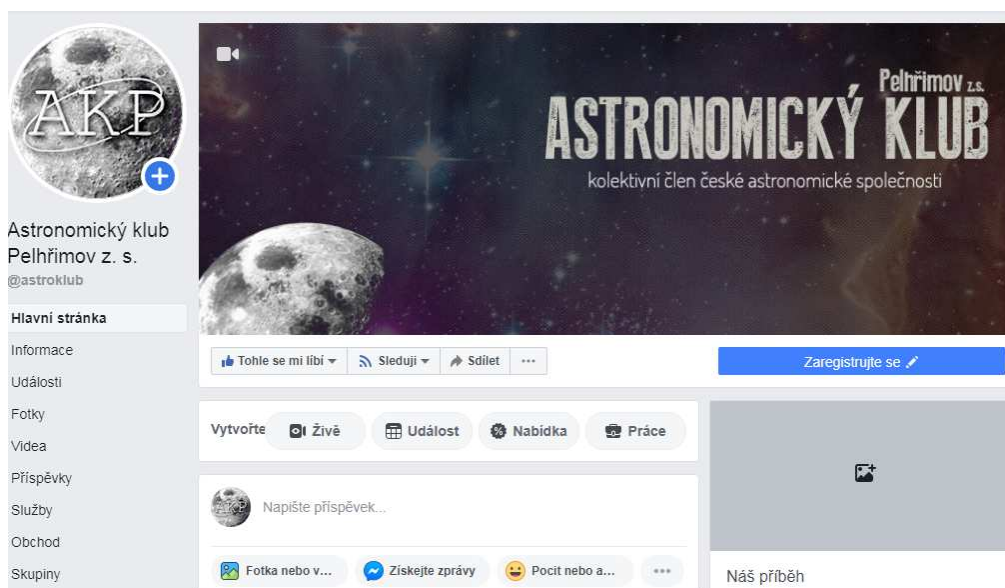 AKP
Astronomický klub
Pelhřimov z. s.
@astroklub
Hlavní stránka
Informace
Události
Fotky
Videa
Příspěvky
Služby
Obchod
Skupiny
Pelhřimov z.s.
ASTRONOMICKÝ KLUB
kolektivní člen české astronomické společnosti
Tohle se mi líbí
Sleduji
Sdílet
...
Zaregistrujte se
Vytvořte
Živě
Událost
Nabídka
Práce
AKP
Napište příspěvek...
Fotka nebo v...
Získejte zprávy
Pocit nebo a...
...
Náš příběh